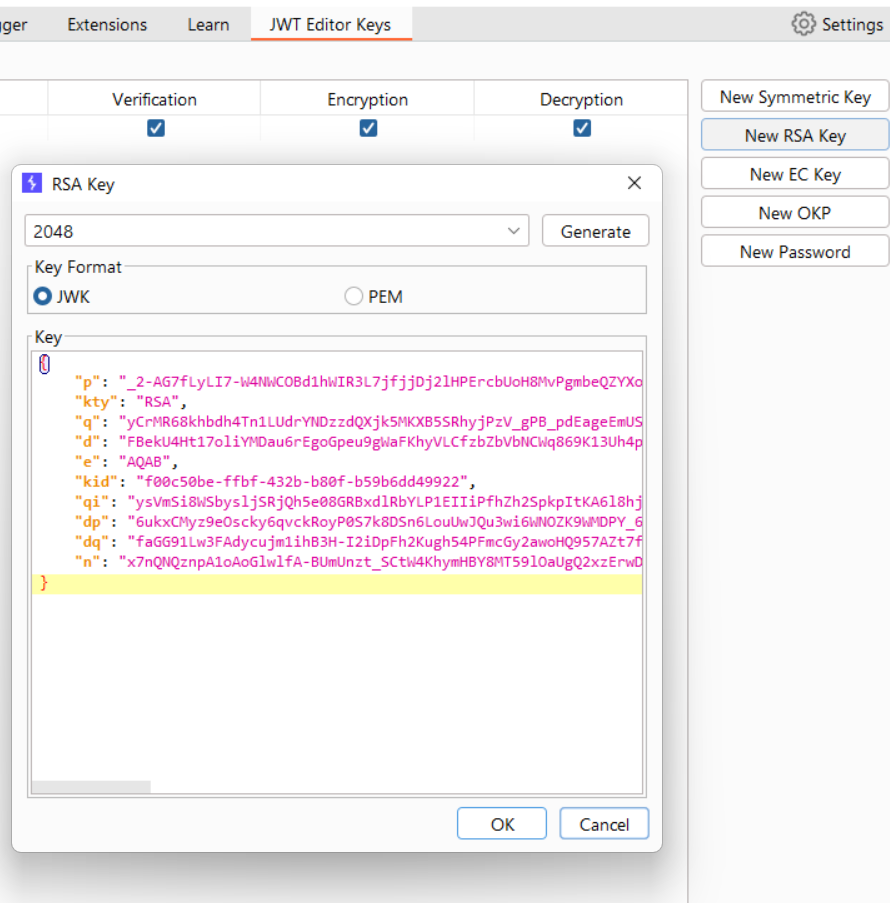 gger Extensions Learn JWT Editor Keys Settings
Verification Encryption Decryption
New Symmetric Key
New RSA Key
New EC Key
New OKP
New Password
RSA Key
2048 Generate
Key Format
JWK PEM
Key
{
"p": "_2-AG7fLyLI7-W4NWCOBd1hWIR3L7jfjjDj2lHPErcbUoH8MvPgmbeQZYXo
"kty": "RSA",
"q": "yCrMR68khbdh4Tn1LUdrYNDzzdQXjk5MKXB5SRhyjPzV_gPB_pdEageEmUS
"d": "FBekU4Ht17oliYMDau6rEgoGpeu9gWaFKhyVLCfzbZbVbNCWq869K13Uh4p
"e": "AQAB",
"kid": "f00c50be-ffbf-432b-b80f-b59b6dd49922",
"qi": "ysVmSi8WSbysljSRjQh5e08GRBxdlRbYLP1EIIiPfhZh2SpkpItKA6l8hj
"dp": "6ukxCMyz9eOscky6qvckRoyP0S7k8DSn6LouUwJQu3wi6WNOZK9WMDPY_6
"dq": "faGG91Lw3FAdycujm1ihB3H-I2iDpFh2Kugh54PFmcGy2awoHQ957AZt7f
"n": "x7nQNQznpA1oAoGlwlfA-BUmUnzt_SCtW4KhymHBY8MT59lOaUgQ2xzErwD
}
OK Cancel